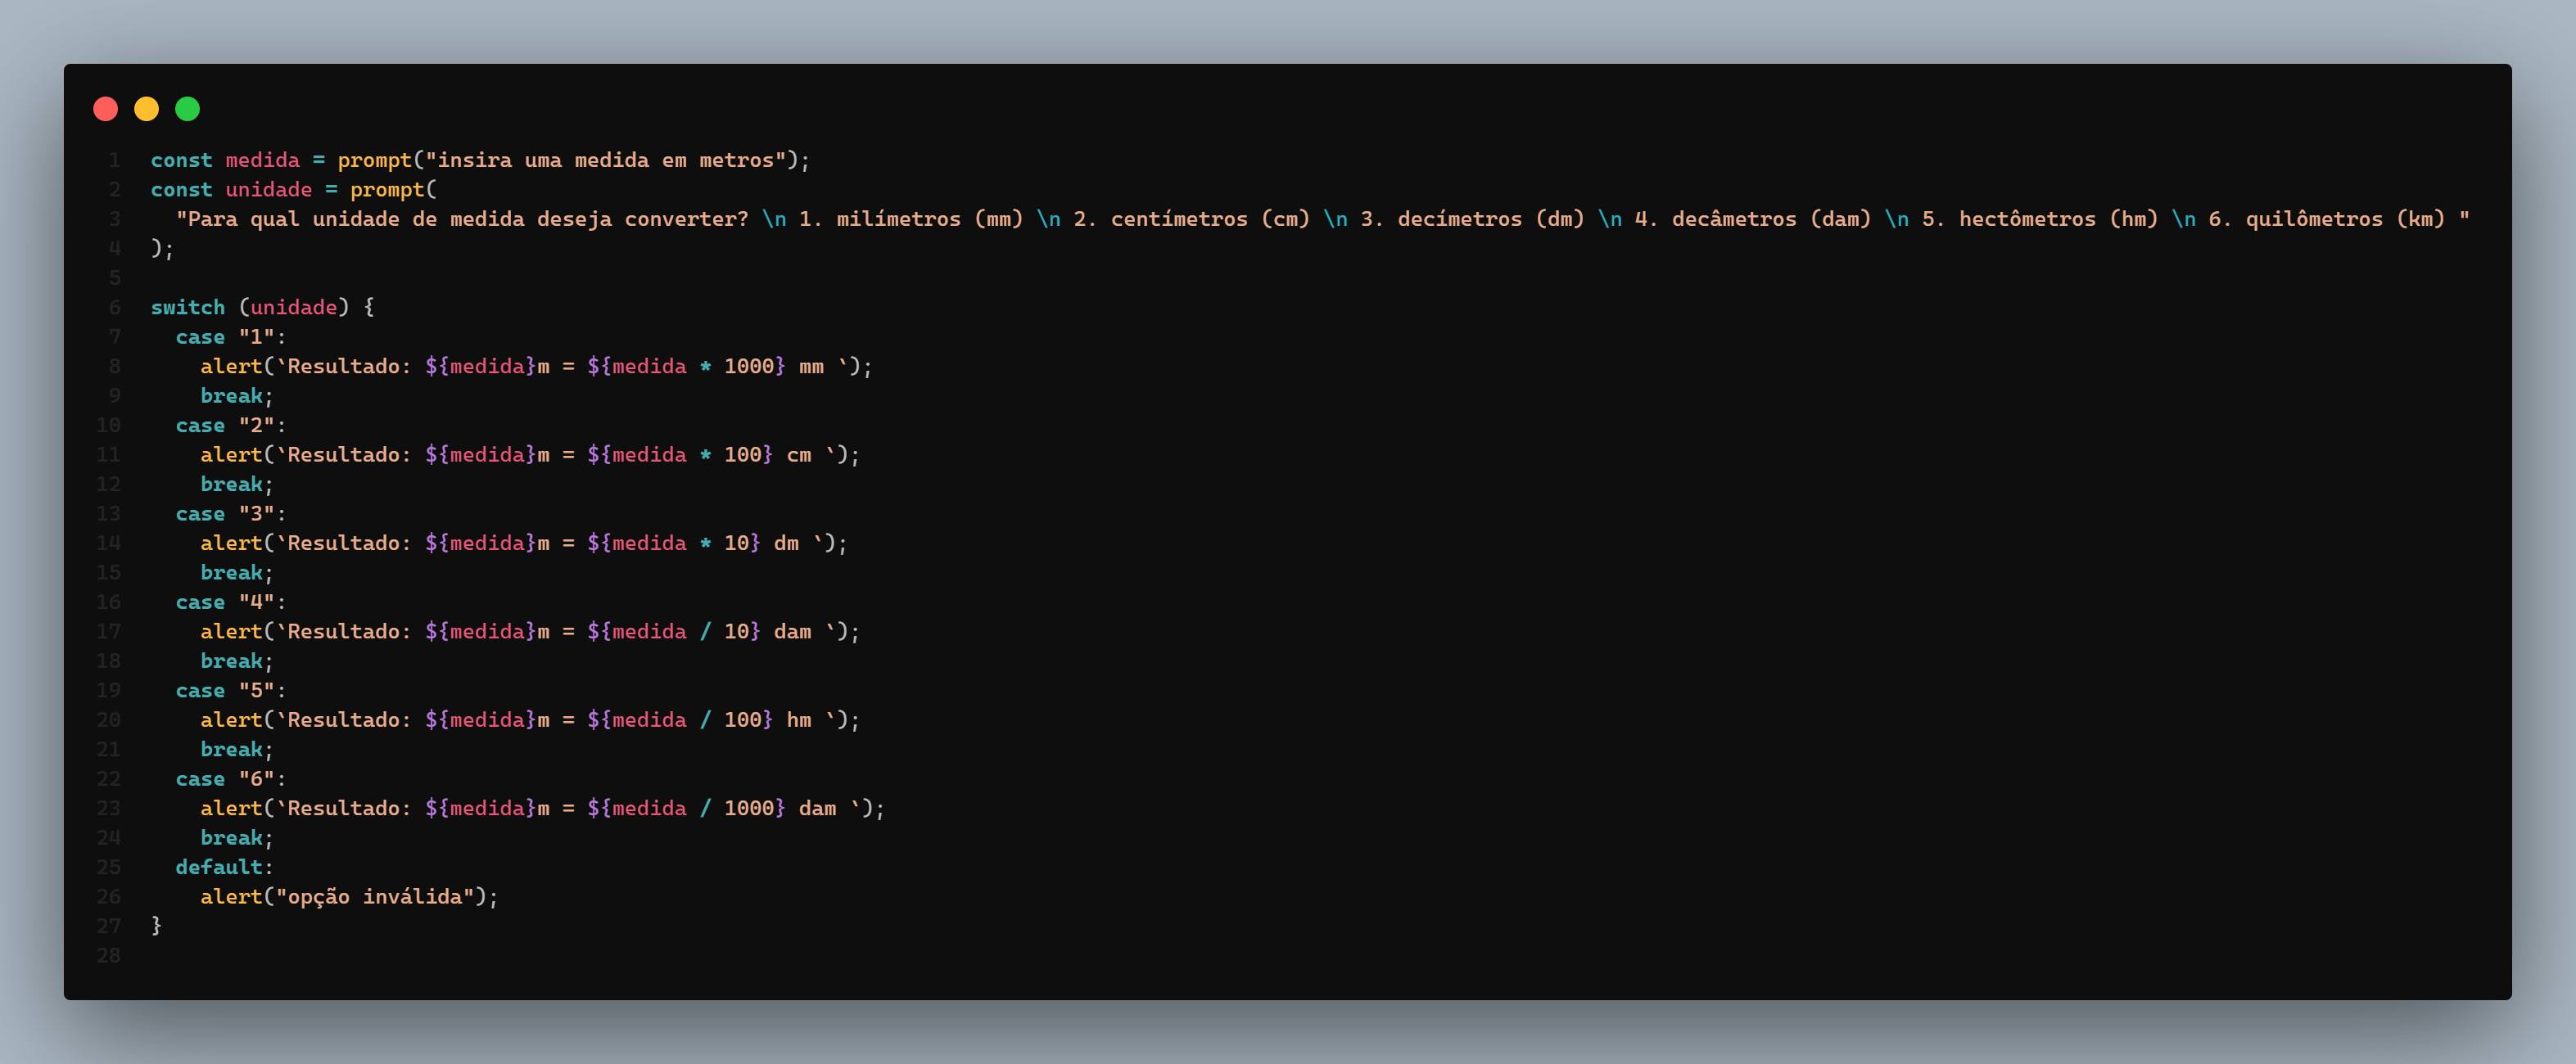 1 const medida = prompt("insira uma medida em metros");
2 const unidade = prompt(
3 "Para qual unidade de medida deseja converter? \n 1. milímetros (mm) \n 2. centímetros (cm) \n 3. decímetros (dm) \n 4. decâmetros (dam) \n 5. hectômetros (hm) \n 6. quilômetros (km) "
4 );
5
6 switch (unidade) {
7 case "1":
8 alert(`Resultado: ${medida}m = ${medida * 1000} mm `);
9 break;
10 case "2":
11 alert(`Resultado: ${medida}m = ${medida * 100} cm `);
12 break;
13 case "3":
14 alert(`Resultado: ${medida}m = ${medida * 10} dm `);
15 break;
16 case "4":
17 alert(`Resultado: ${medida}m = ${medida / 10} dam `);
18 break;
19 case "5":
20 alert(`Resultado: ${medida}m = ${medida / 100} hm `);
21 break;
22 case "6":
23 alert(`Resultado: ${medida}m = ${medida / 1000} dam `);
24 break;
25 default:
26 alert("opção inválida");
27 }
28